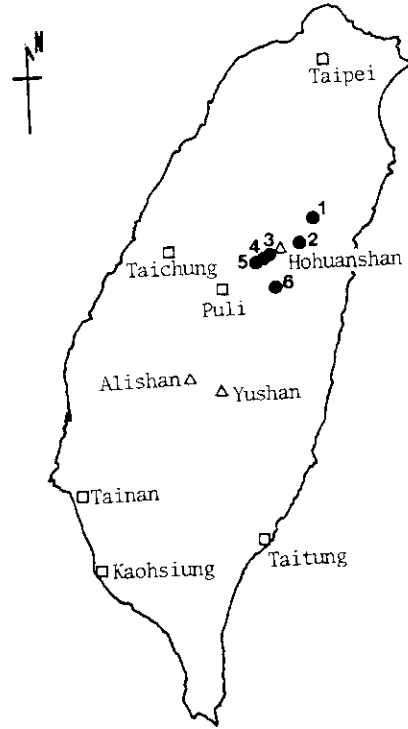 N
Taipei
1
2
3
4
5
Hohuanshan
Taichung
6
Puli
Alishan
Yushan
Tainan
Taitung
Kaohsiung